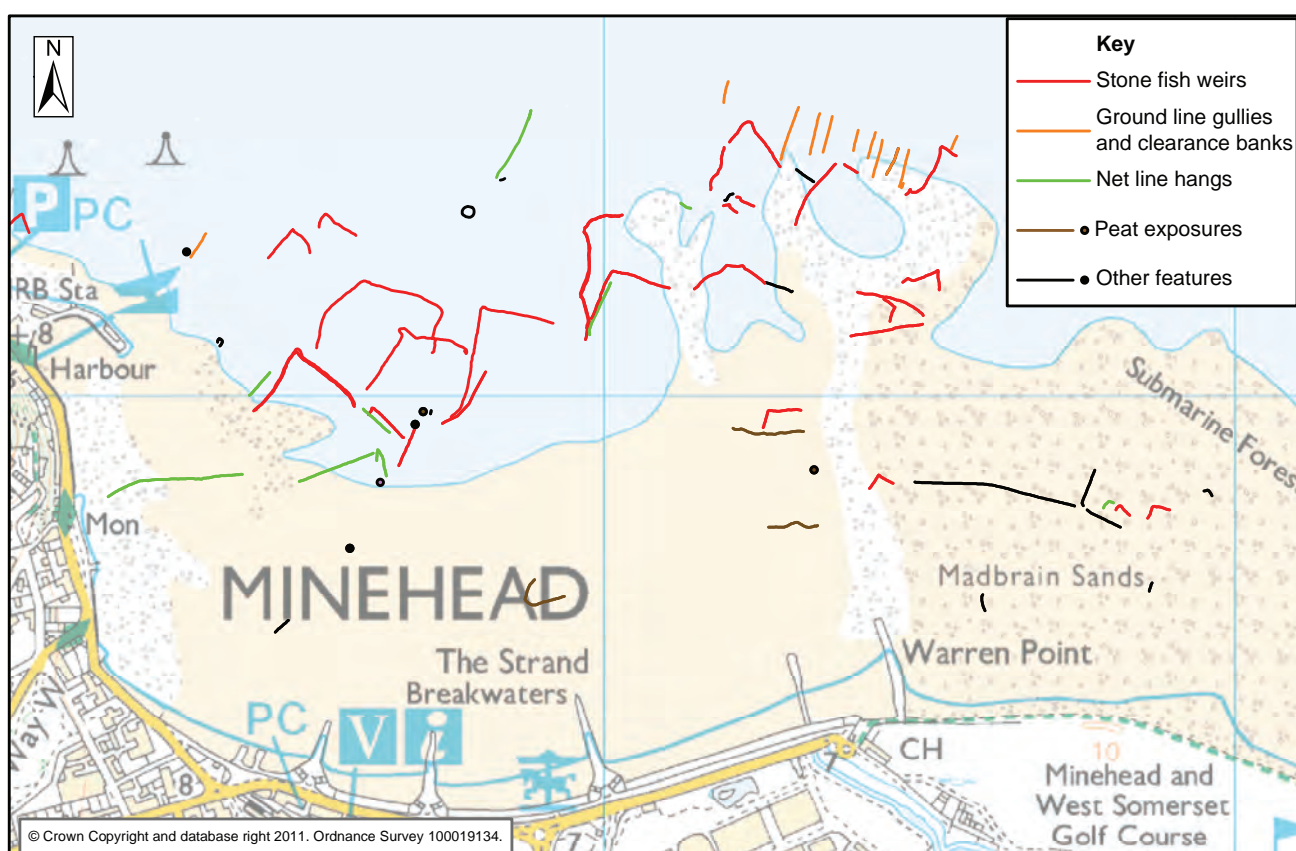 N
Key
Stone fish weirs
Ground line gullies
and clearance banks
Net line hangs
Peat exposures
Other features
P PC
RB Sta
8
Harbour
Mon
MINEHEAD
Submarine Forest
Madbrain Sands
The Strand
Breakwaters
Warren Point
Way
PC
V i
CH
10
8
7
Minehead and
West Somerset
Golf Course
© Crown Copyright and database right 2011. Ordnance Survey 100019134.